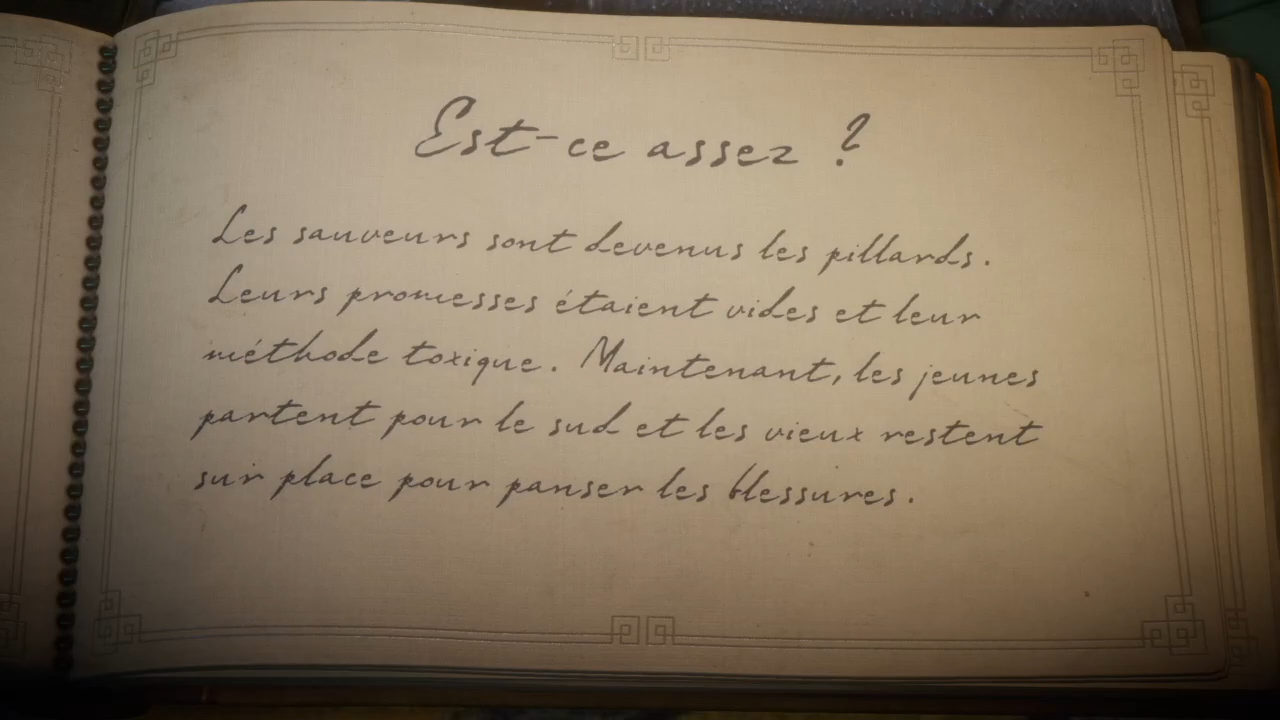 Est-ce assez ?
Les sauveurs sont devenus les pillards.
Leurs promesses étaient vides et leur
méthode toxique. Maintenant, les jeunes
partent pour le sud et les vieux restent
sur place pour panser les blessures.